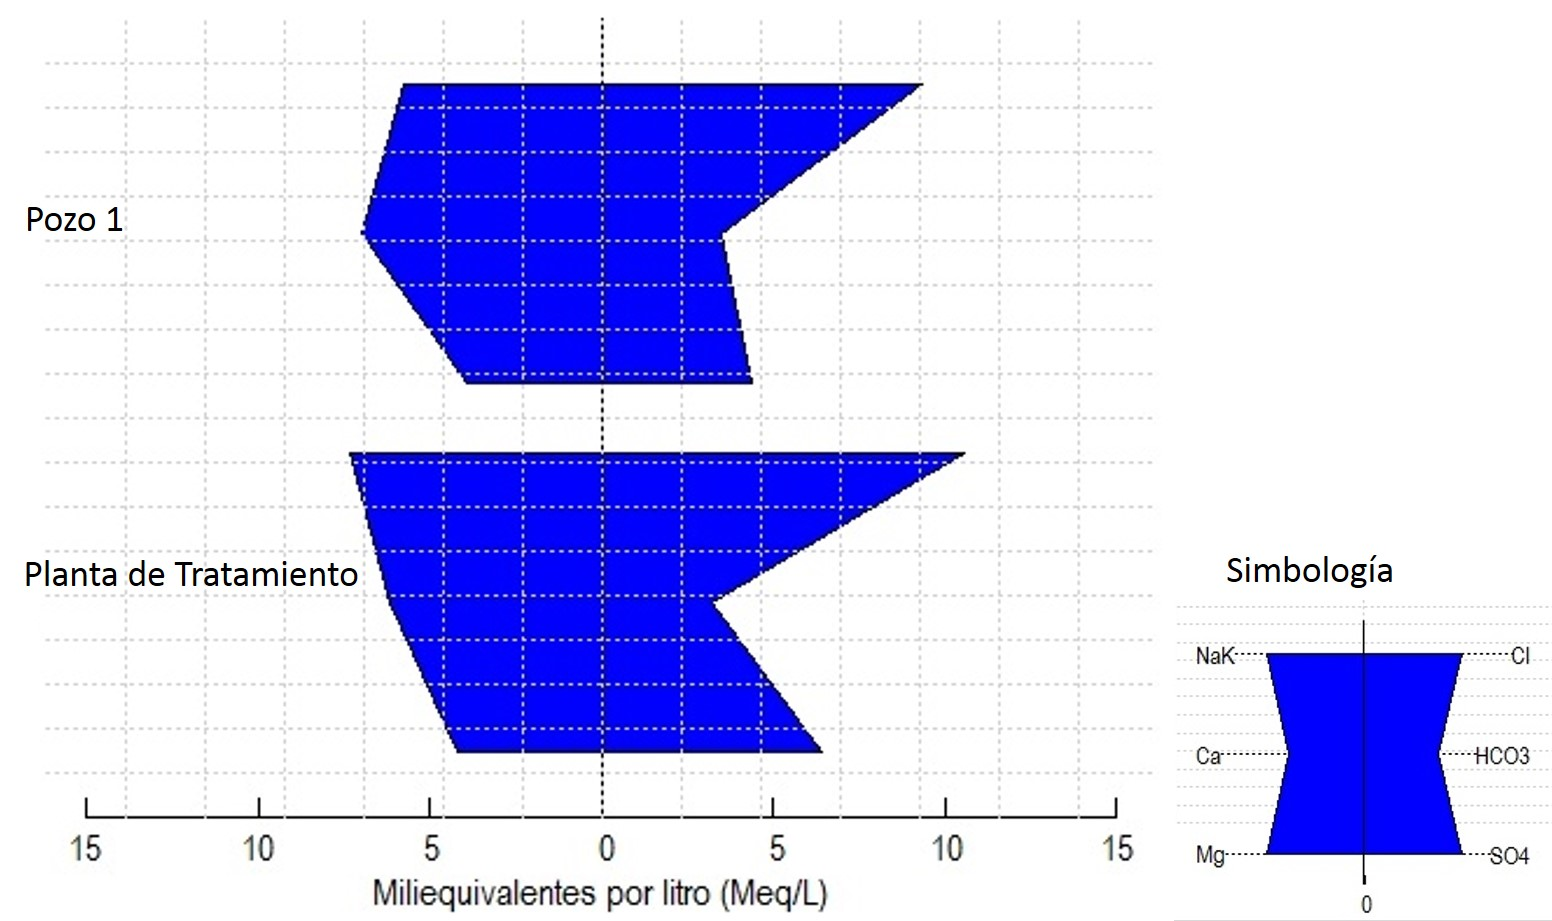 Pozo 1
Planta de Tratamiento
15 10 5 0 5 10 15
Miliequivalentes por litro (Meq/L)
Simbología
NaK Cl
Ca HCO3
Mg SO4
0